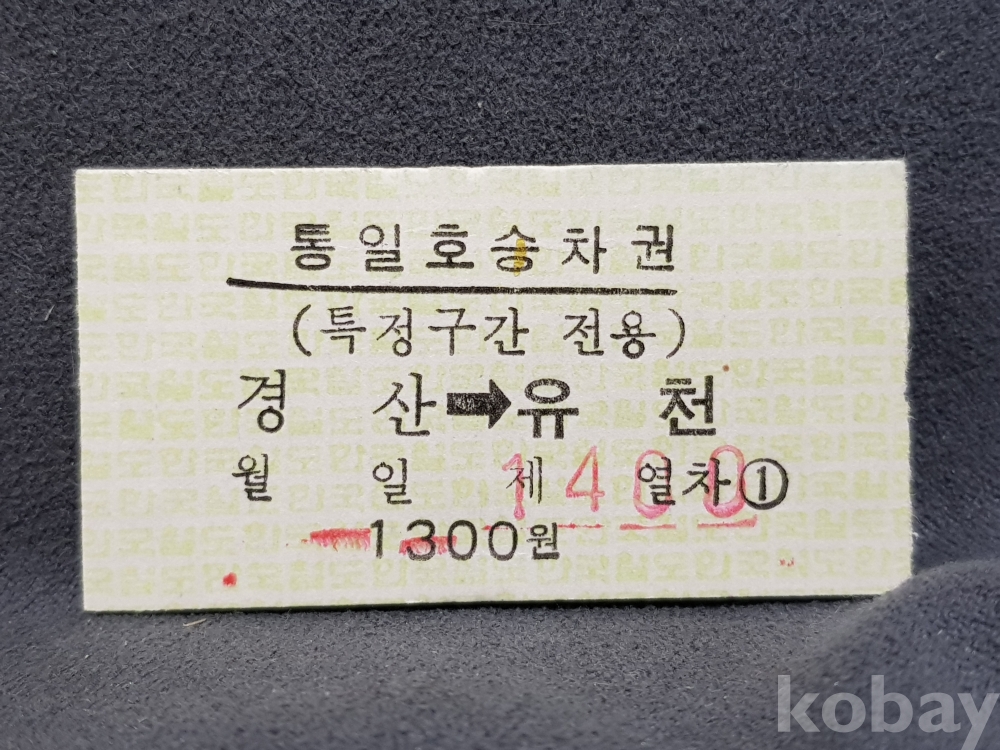 통일호승차권
(특정구간 전용)
경 산➡유 천
월 일 제 열차①
1400
1300원
kobay